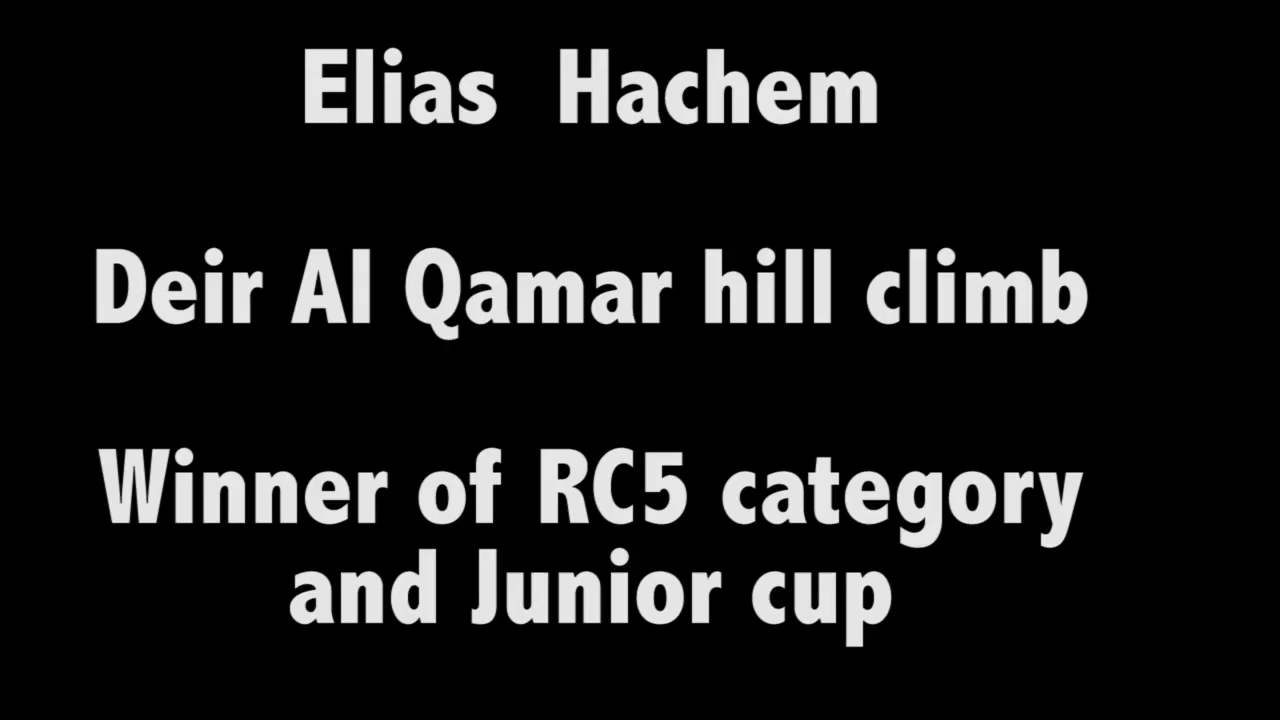 Elias Hachem
Deir Al Qamar hill climb
Winner of RC5 category
and Junior cup